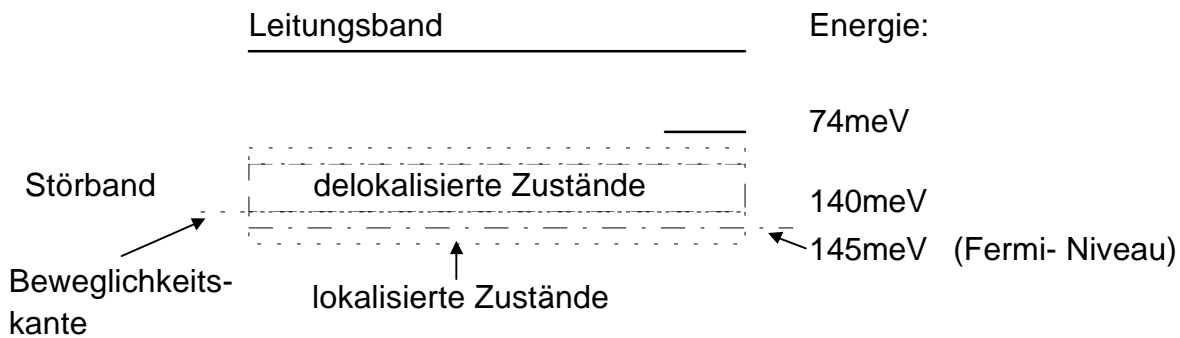 Leitungsband
Energie:
74meV
Störband
delokalisierte Zustände
140meV
145meV (Fermi- Niveau)
Beweglichkeits-
kante
lokalisierte Zustände